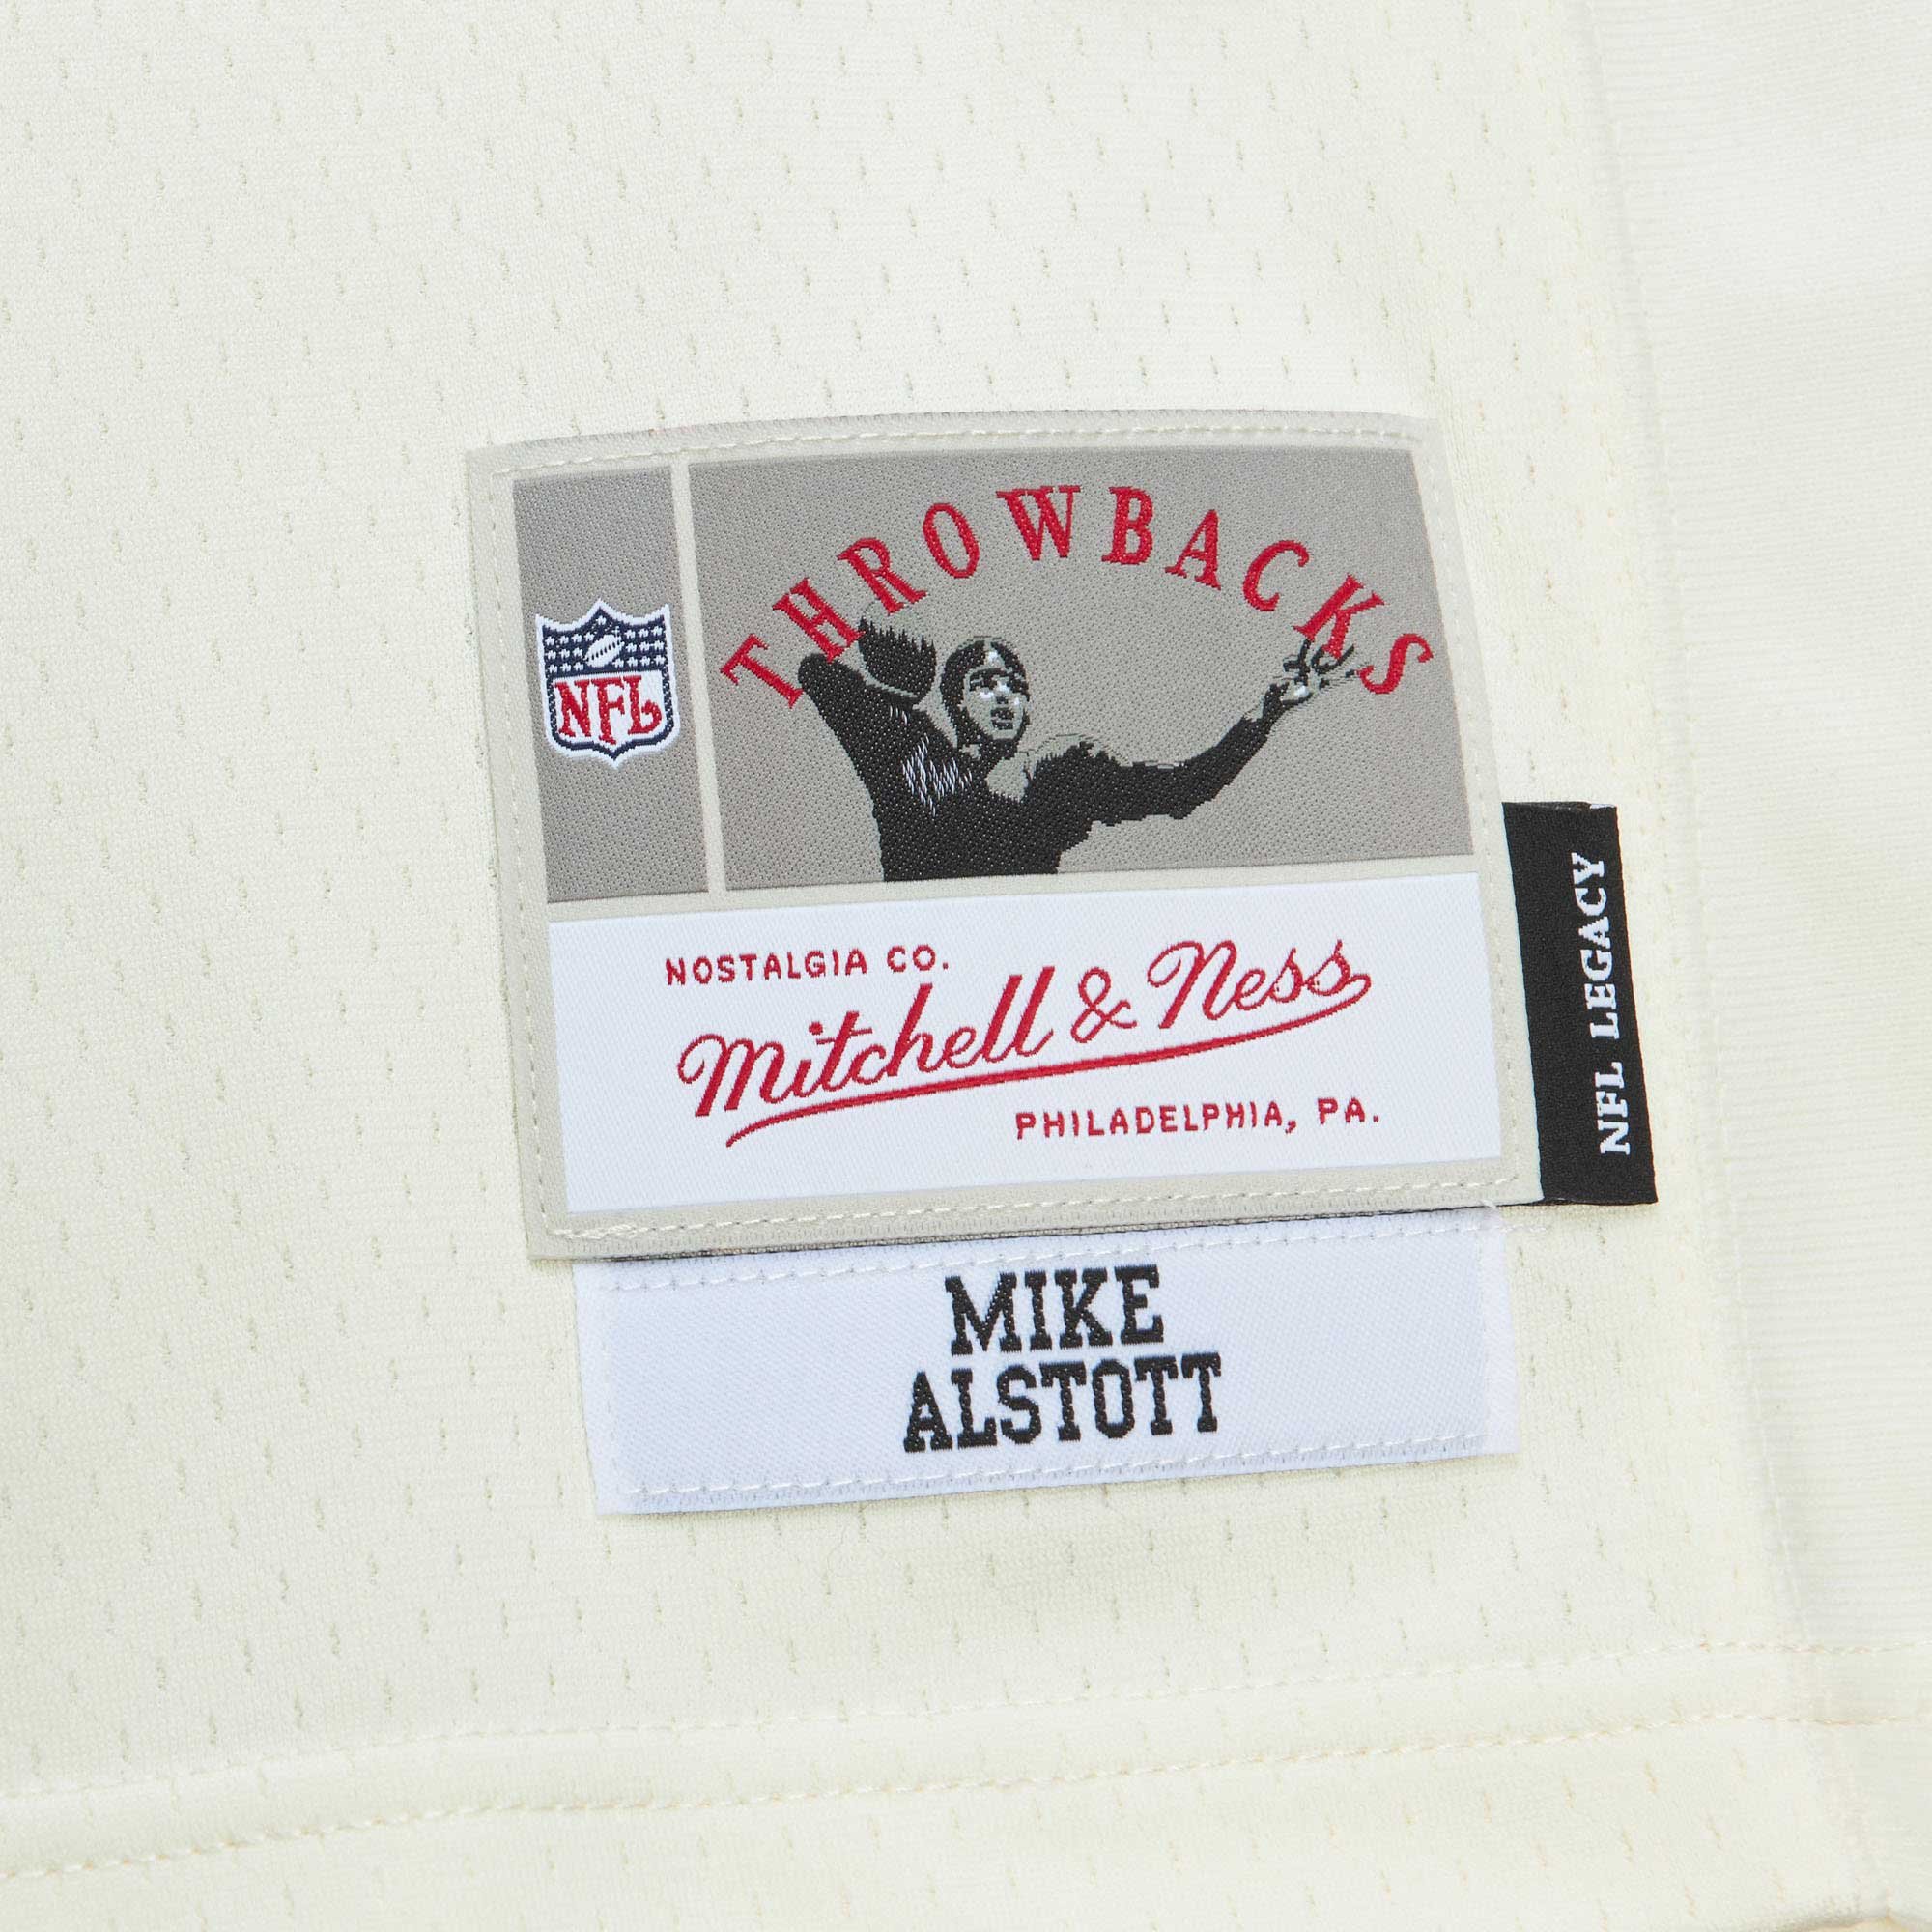 THROWBACKS
NFL
NOSTALGIA CO.
Mitchell & Ness
PHILADELPHIA, PA.
NFL LEGACY
MIKE
ALSTOTT